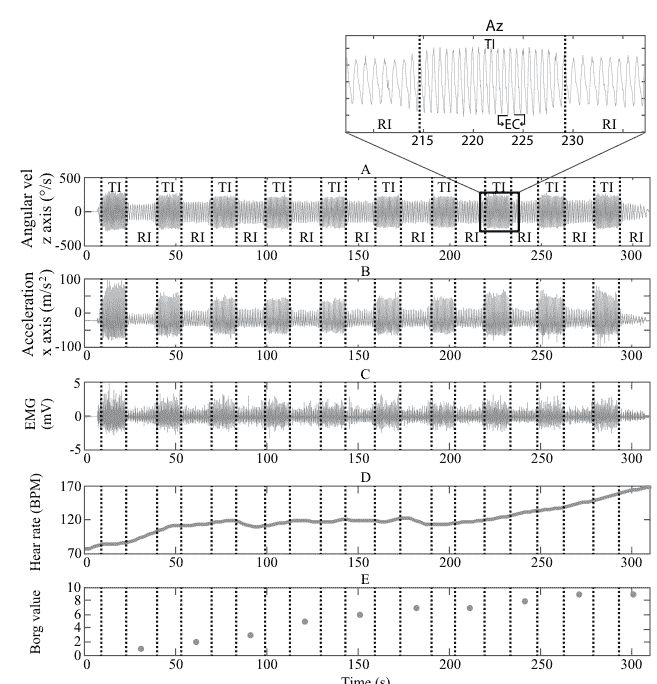 Az
TI
RI
EC
RI
215 220 225 230
A
Angular vel
z axis (°/s)
500
0
-500
TI TI TI TI TI TI TI TI TI TI
RI RI RI RI RI RI RI RI RI RI
0 50 100 150 200 250 300
B
Acceleration
x axis (m/s²)
100
0
-100
0 50 100 150 200 250 300
C
EMG
(mV)
5
0
-5
0 50 100 150 200 250 300
D
Hear rate (BPM)
170
120
70
0 50 100 150 200 250 300
E
Borg value
10
8
6
4
2
0
0 50 100 150 200 250 300
Time (s)